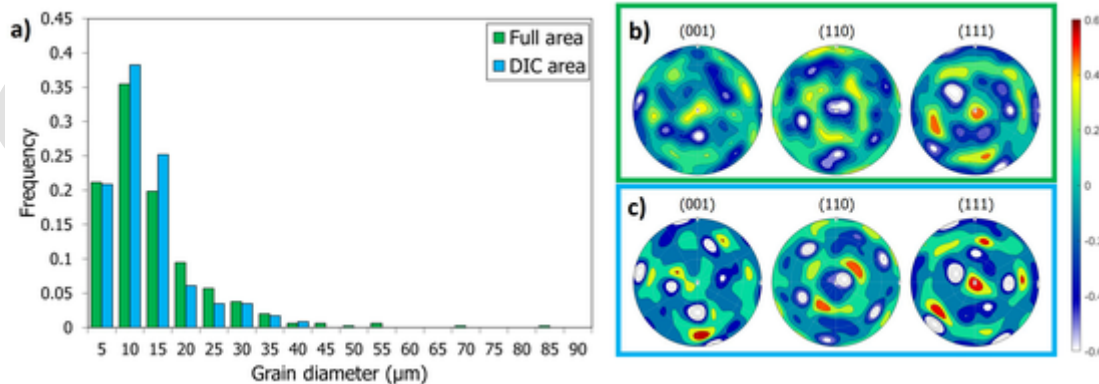 a)
0.45
0.4
0.35
0.3
0.25
0.2
0.15
0.1
0.05
0
Frequency
Full area
DIC area
5 10 15 20 25 30 35 40 45 50 55 60 65 70 75 80 85 90
Grain diameter (μm)
b)
(001) (110) (111)
c)
(001) (110) (111)
0.6
0.4
0.2
0